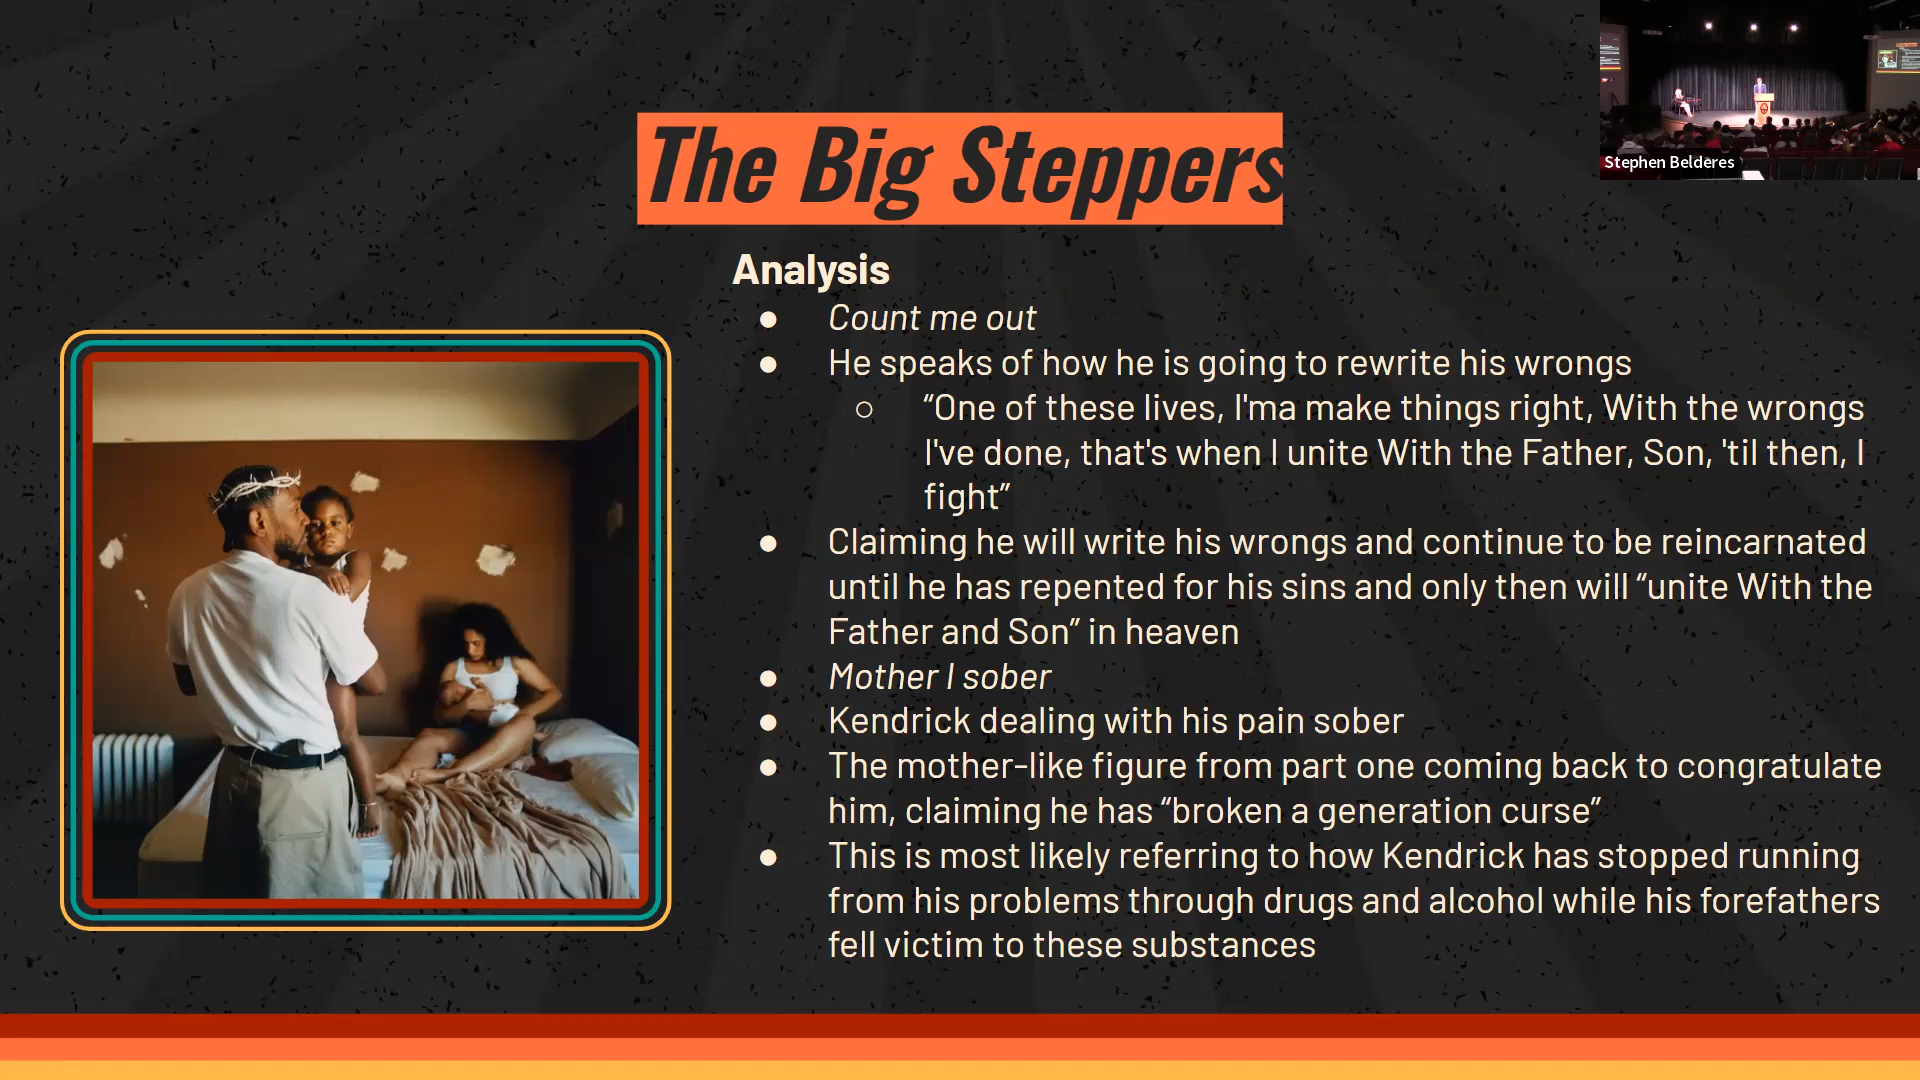 The Big Steppers
Stephen Belderes
Analysis
● Count me out
● He speaks of how he is going to rewrite his wrongs
○ “One of these lives, I'ma make things right, With the wrongs
I've done, that's when I unite With the Father, Son, 'til then, I
fight”
● Claiming he will write his wrongs and continue to be reincarnated
until he has repented for his sins and only then will “unite With the
Father and Son” in heaven
● Mother I sober
● Kendrick dealing with his pain sober
● The mother-like figure from part one coming back to congratulate
him, claiming he has “broken a generation curse”
● This is most likely referring to how Kendrick has stopped running
from his problems through drugs and alcohol while his forefathers
fell victim to these substances